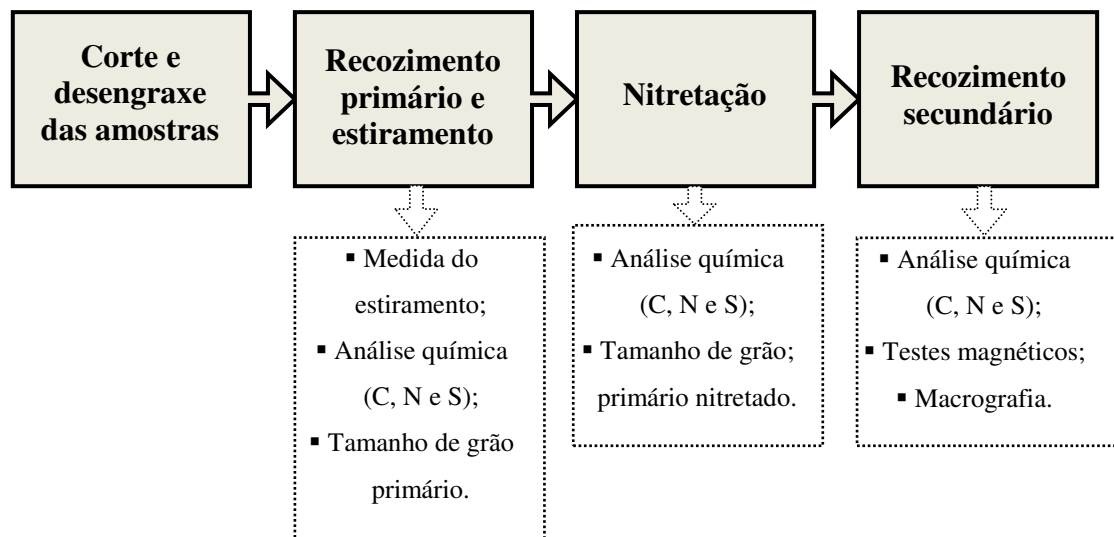 Corte e
desengraxe
das amostras
Recozimento
primário e
estiramento
Nitretação
Recozimento
secundário
▪ Medida do
estiramento;
▪ Análise química
(C, N e S);
▪ Tamanho de grão
primário.
▪ Análise química
(C, N e S);
▪ Tamanho de grão;
primário nitretado.
▪ Análise química
(C, N e S);
▪ Testes magnéticos;
▪ Macrografia.